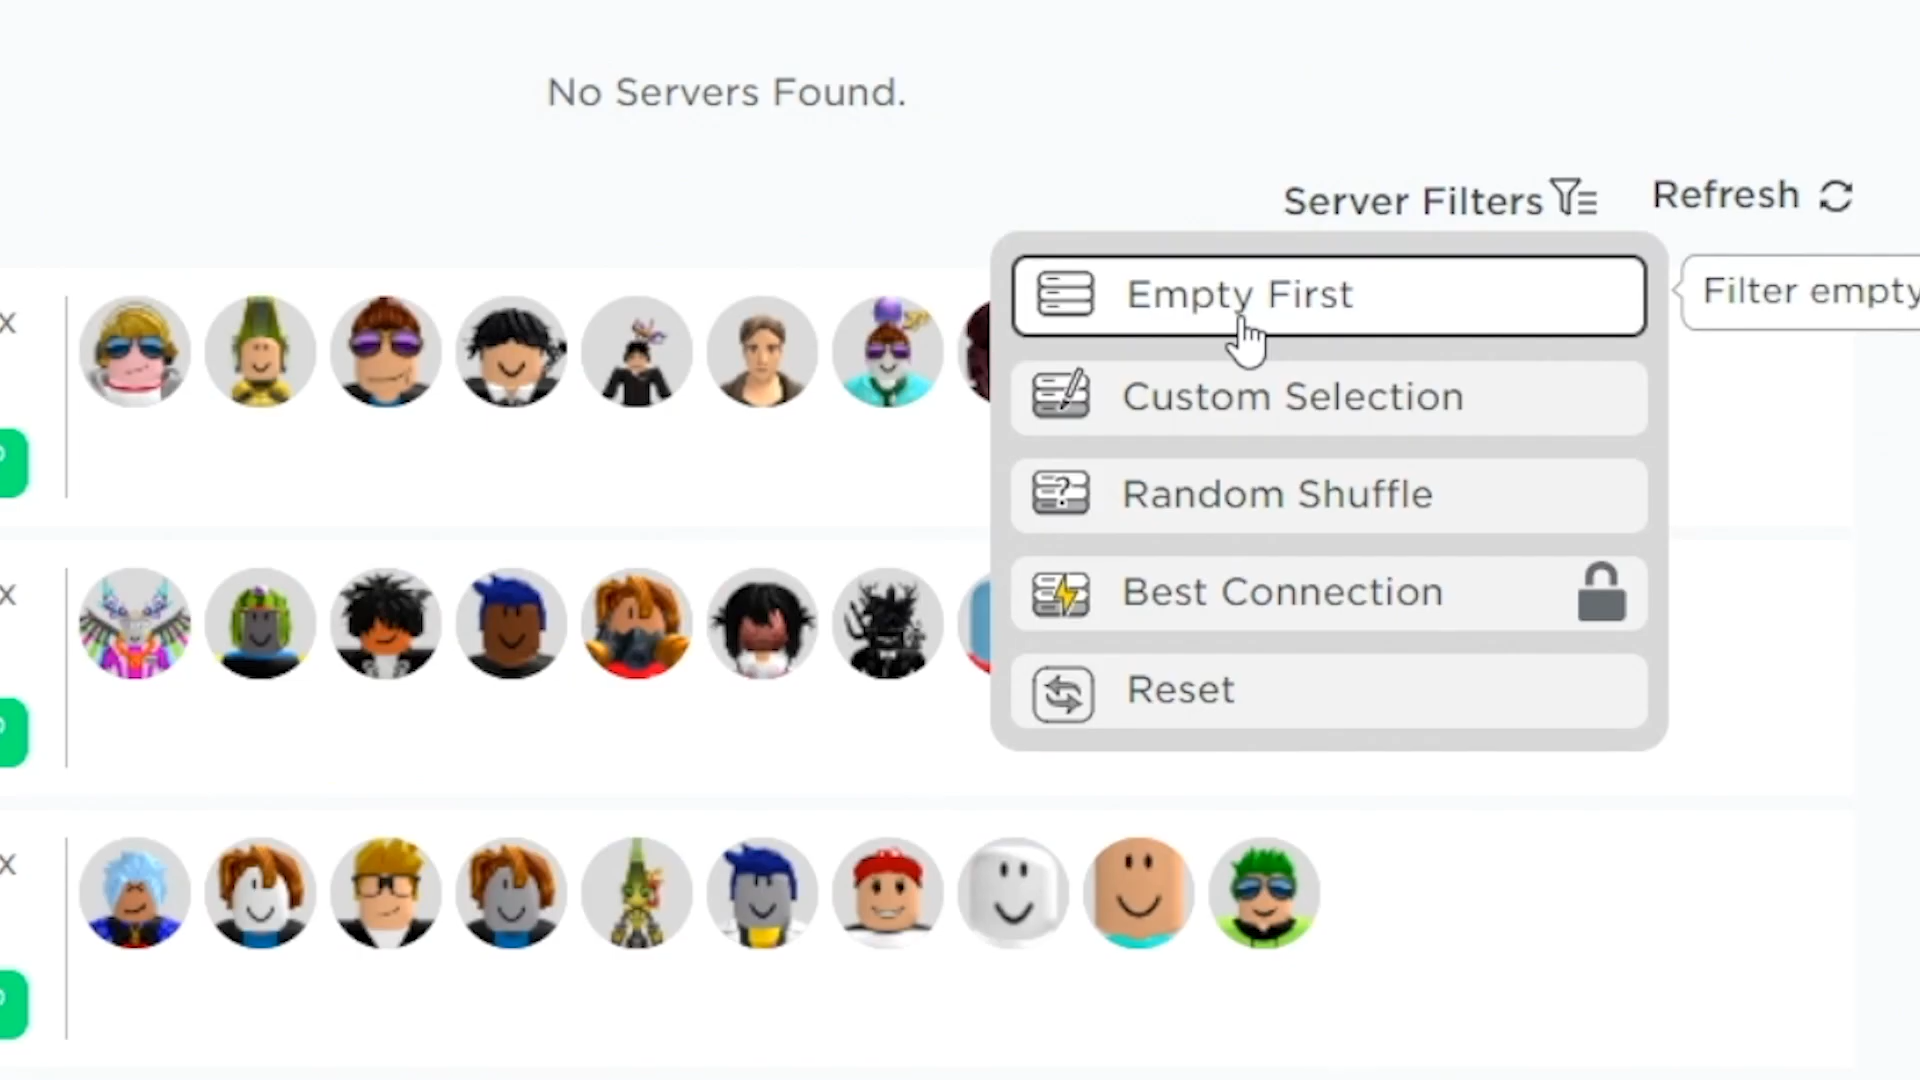 No Servers Found.
Server Filters
Refresh
Empty First
Filter empty
Custom Selection
Random Shuffle
Best Connection
Reset
x
x
x